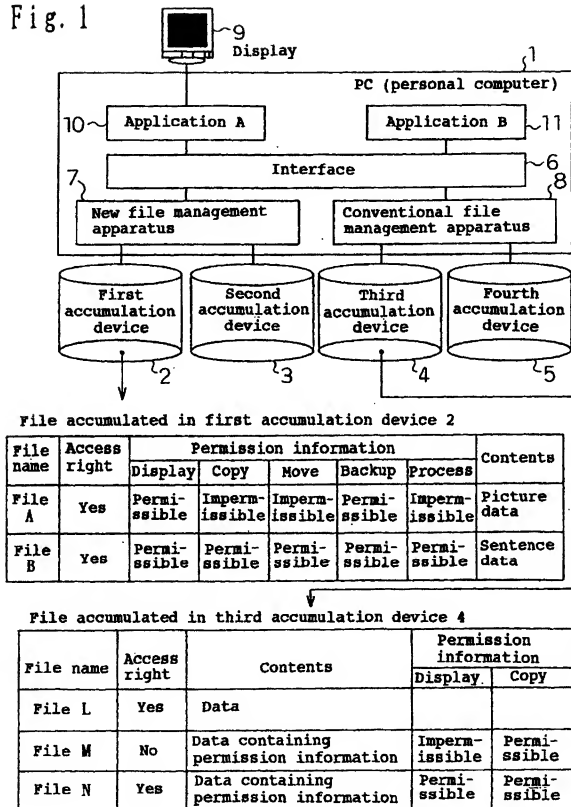 Fig. 1
9
Display
1
PC (personal computer)
10 Application A
Application B 11
Interface 6
7 8
New file management apparatus
Conventional file management apparatus
First accumulation device
Second accumulation device
Third accumulation device
Fourth accumulation device
2 3 4 5
File accumulated in first accumulation device 2
File name Access right Permission information Contents
Display Copy Move Backup Process
File A Yes Permi-ssible Imperm-issible Imperm-issible Permi-ssible Imperm-issible Picture data
File B Yes Permi-ssible Permi-ssible Permi-ssible Permi-ssible Permi-ssible Sentence data
File accumulated in third accumulation device 4
File name Access right Contents Permission information
Display Copy
File L Yes Data
File M No Data containing permission information Imperm-issible Permi-ssible
File N Yes Data containing permission information Permi-ssible Permi-ssible